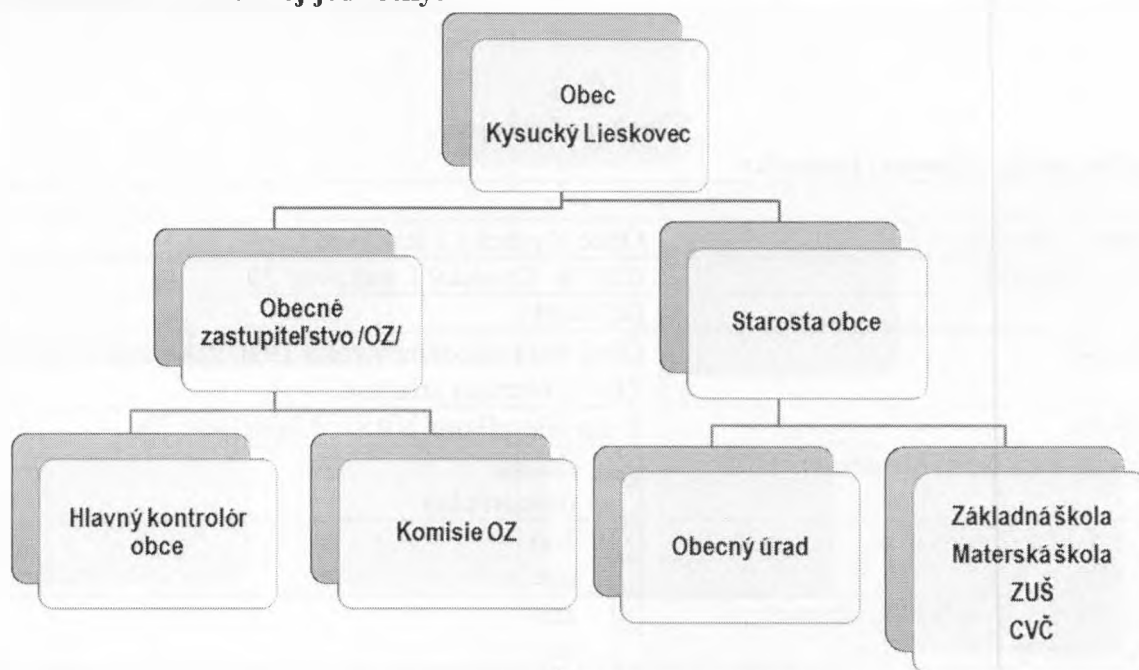 Obec
Kysucký Lieskovec
Obecné
zastupiteľstvo /OZ/
Starosta obce
Hlavný kontrolór
obce
Komisie OZ
Obecný úrad
Základná škola
Materská škola
ZUŠ
CVČ